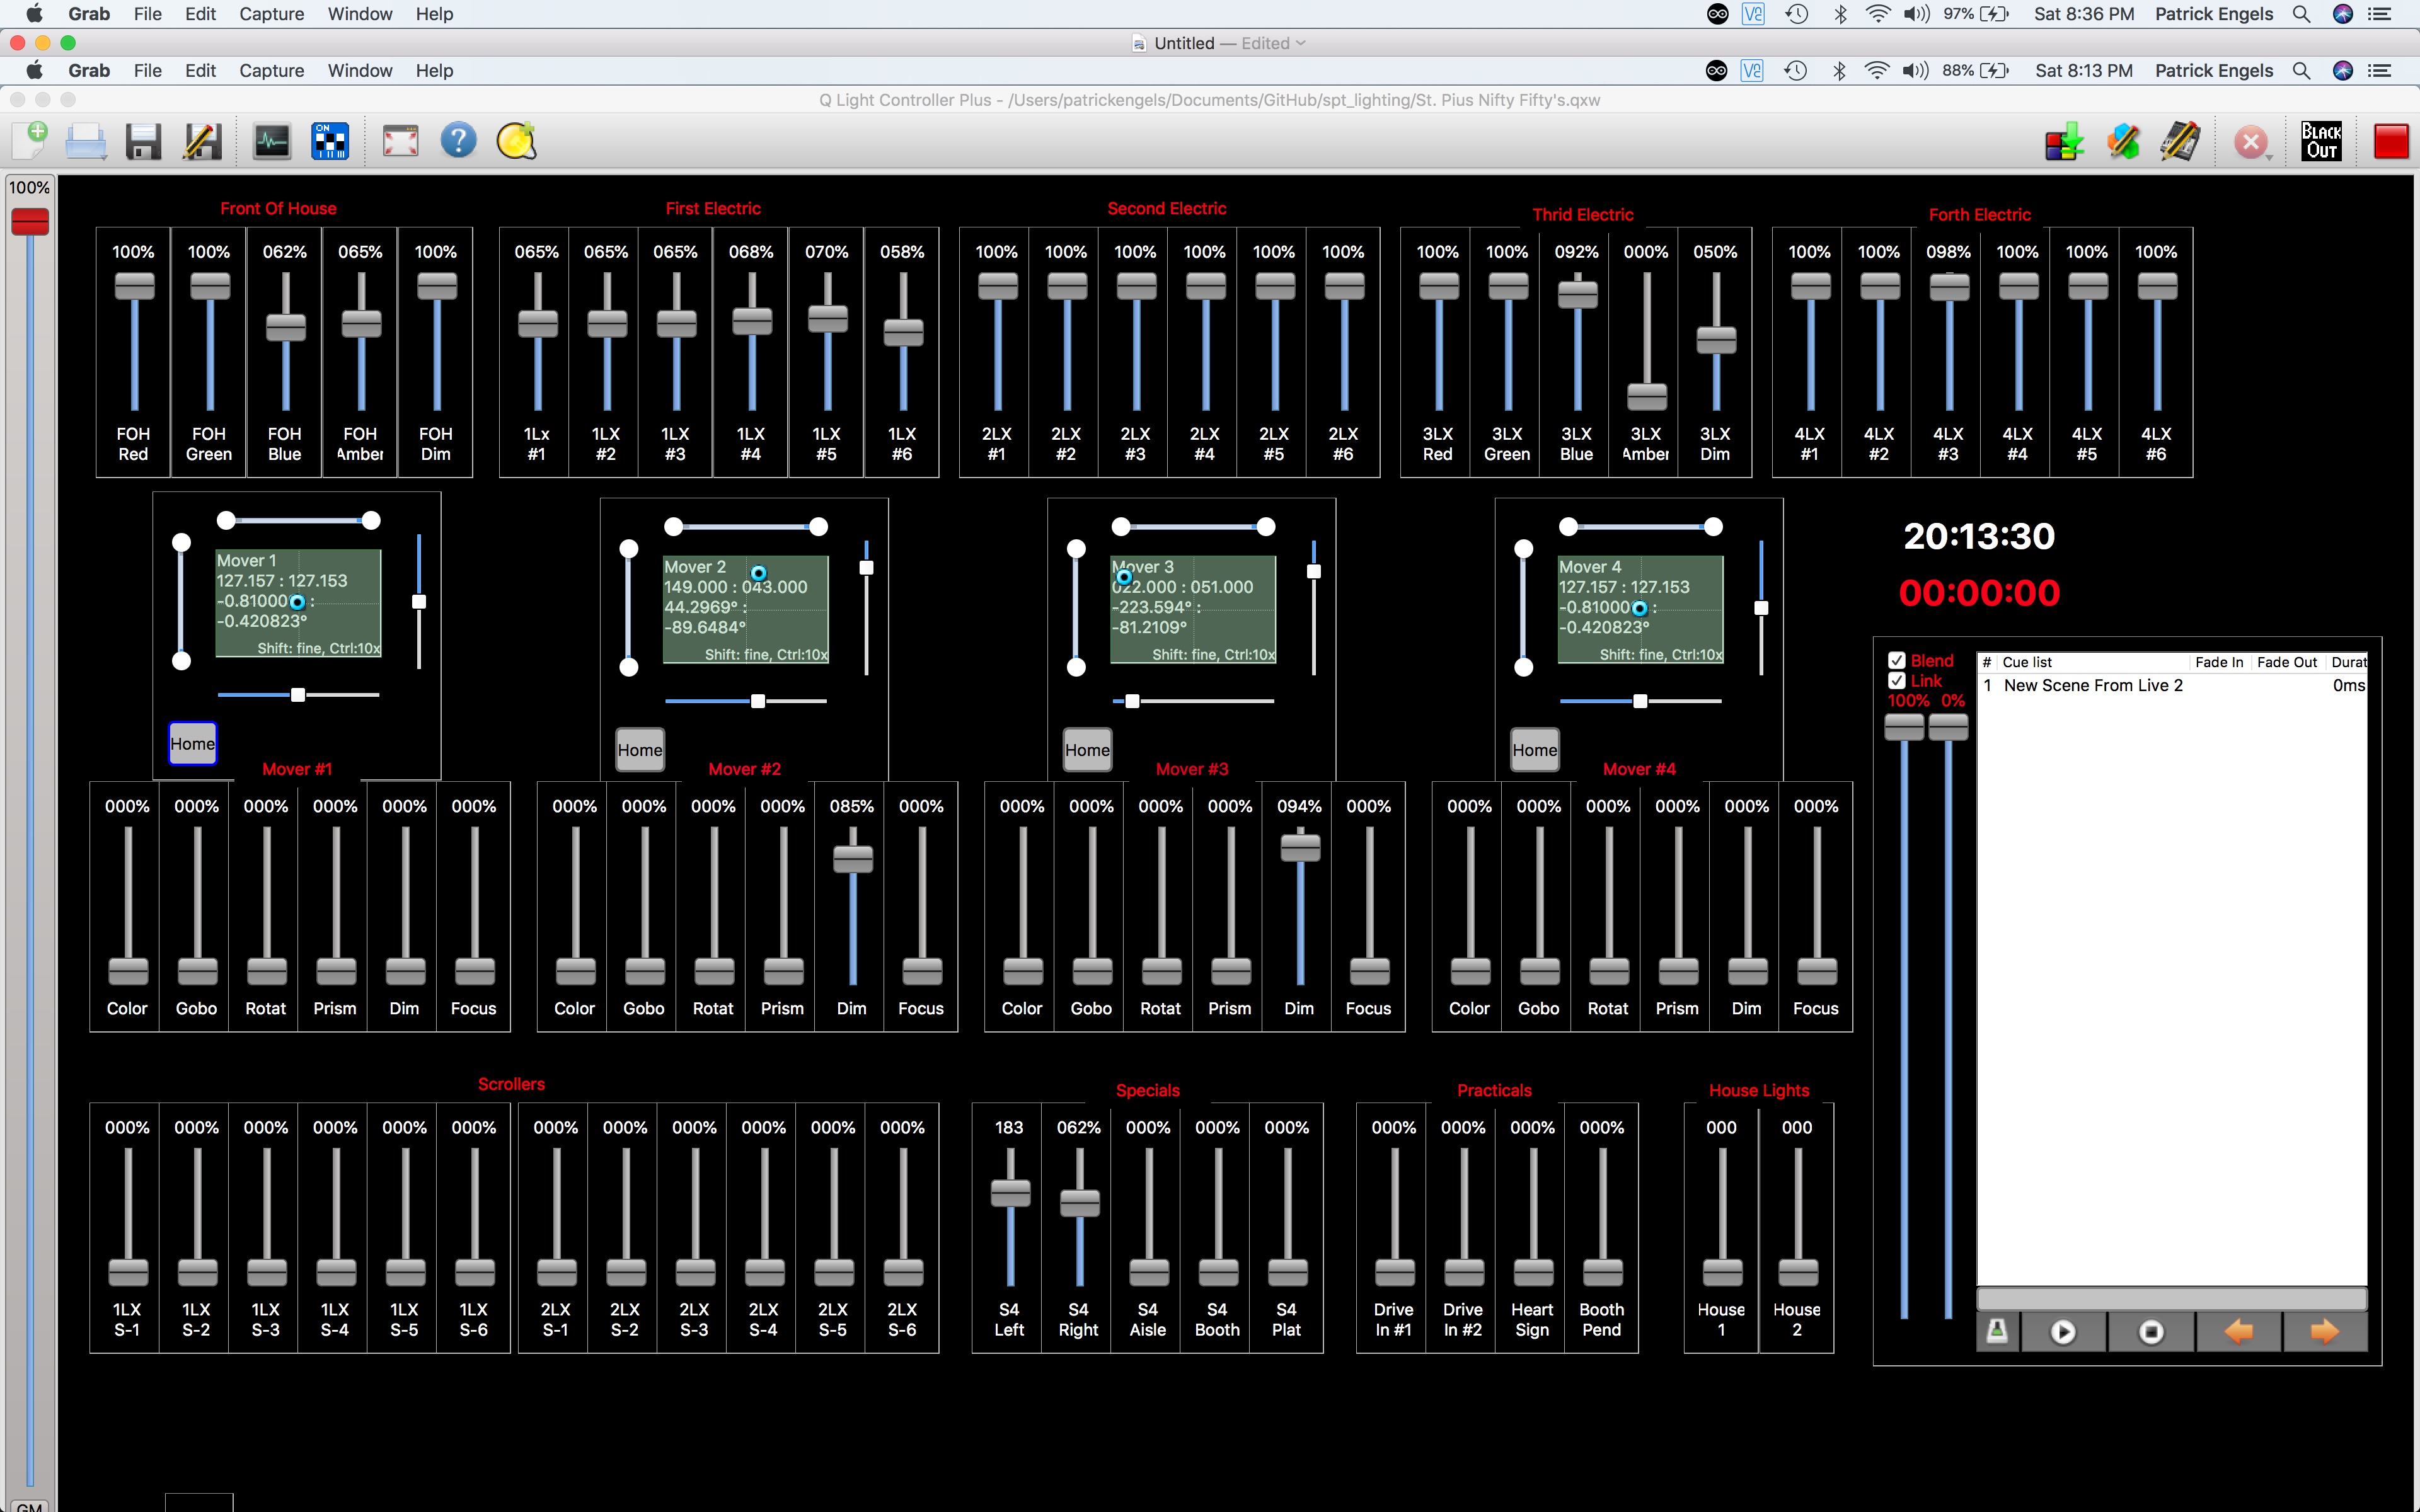 Grab File Edit Capture Window Help 97% Sat 8:36 PM Patrick Engels
Untitled — Edited
Grab File Edit Capture Window Help 88% Sat 8:13 PM Patrick Engels
Q Light Controller Plus - /Users/patrickengels/Documents/GitHub/spt_lighting/St. Pius Nifty Fifty's.qxw
ON
BLACK
OUT
100%
Front Of House First Electric Second Electric Thrid Electric Forth Electric
100% 100% 062% 065% 100% 065% 065% 065% 068% 070% 058% 100% 100% 100% 100% 100% 100% 100% 100% 092% 000% 050% 100% 100% 098% 100% 100% 100%
FOH FOH FOH FOH FOH 1Lx 1LX 1LX 1LX 1LX 1LX 2LX 2LX 2LX 2LX 2LX 2LX 3LX 3LX 3LX 3LX 3LX 4LX 4LX 4LX 4LX 4LX 4LX
Red Green Blue Amber Dim #1 #2 #3 #4 #5 #6 #1 #2 #3 #4 #5 #6 Red Green Blue Amber Dim #1 #2 #3 #4 #5 #6
Mover 1
127.157 : 127.153
-0.81000 :
-0.420823°
Shift: fine, Ctrl:10x
Home
Mover 2
149.000 : 043.000
44.2969° :
-89.6484°
Shift: fine, Ctrl:10x
Home
Mover 3
022.000 : 051.000
-223.594° :
-81.2109°
Shift: fine, Ctrl:10x
Home
Mover 4
127.157 : 127.153
-0.81000 :
-0.420823°
Shift: fine, Ctrl:10x
Home
20:13:30
00:00:00
Blend
Link
100% 0%
# Cue list Fade In Fade Out Durat
1 New Scene From Live 2 0ms
Mover #1 Mover #2 Mover #3 Mover #4
000% 000% 000% 000% 000% 000% 000% 000% 000% 000% 085% 000% 000% 000% 000% 000% 094% 000% 000% 000% 000% 000% 000% 000%
Color Gobo Rotat Prism Dim Focus Color Gobo Rotat Prism Dim Focus Color Gobo Rotat Prism Dim Focus Color Gobo Rotat Prism Dim Focus
Scrollers Specials Practicals House Lights
000% 000% 000% 000% 000% 000% 000% 000% 000% 000% 000% 000% 183 062% 000% 000% 000% 000% 000% 000% 000% 000 000
1LX 1LX 1LX 1LX 1LX 1LX 2LX 2LX 2LX 2LX 2LX 2LX S4 S4 S4 S4 S4 Drive Drive Heart Booth House House
S-1 S-2 S-3 S-4 S-5 S-6 S-1 S-2 S-3 S-4 S-5 S-6 Left Right Aisle Booth Plat In #1 In #2 Sign Pend 1 2
GM